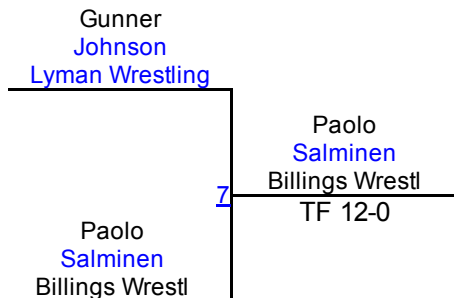 Gunner
Johnson
Lyman Wrestling
Paolo
Salminen
Billings Wrestl
7
TF 12-0
Paolo
Salminen
Billings Wrestl